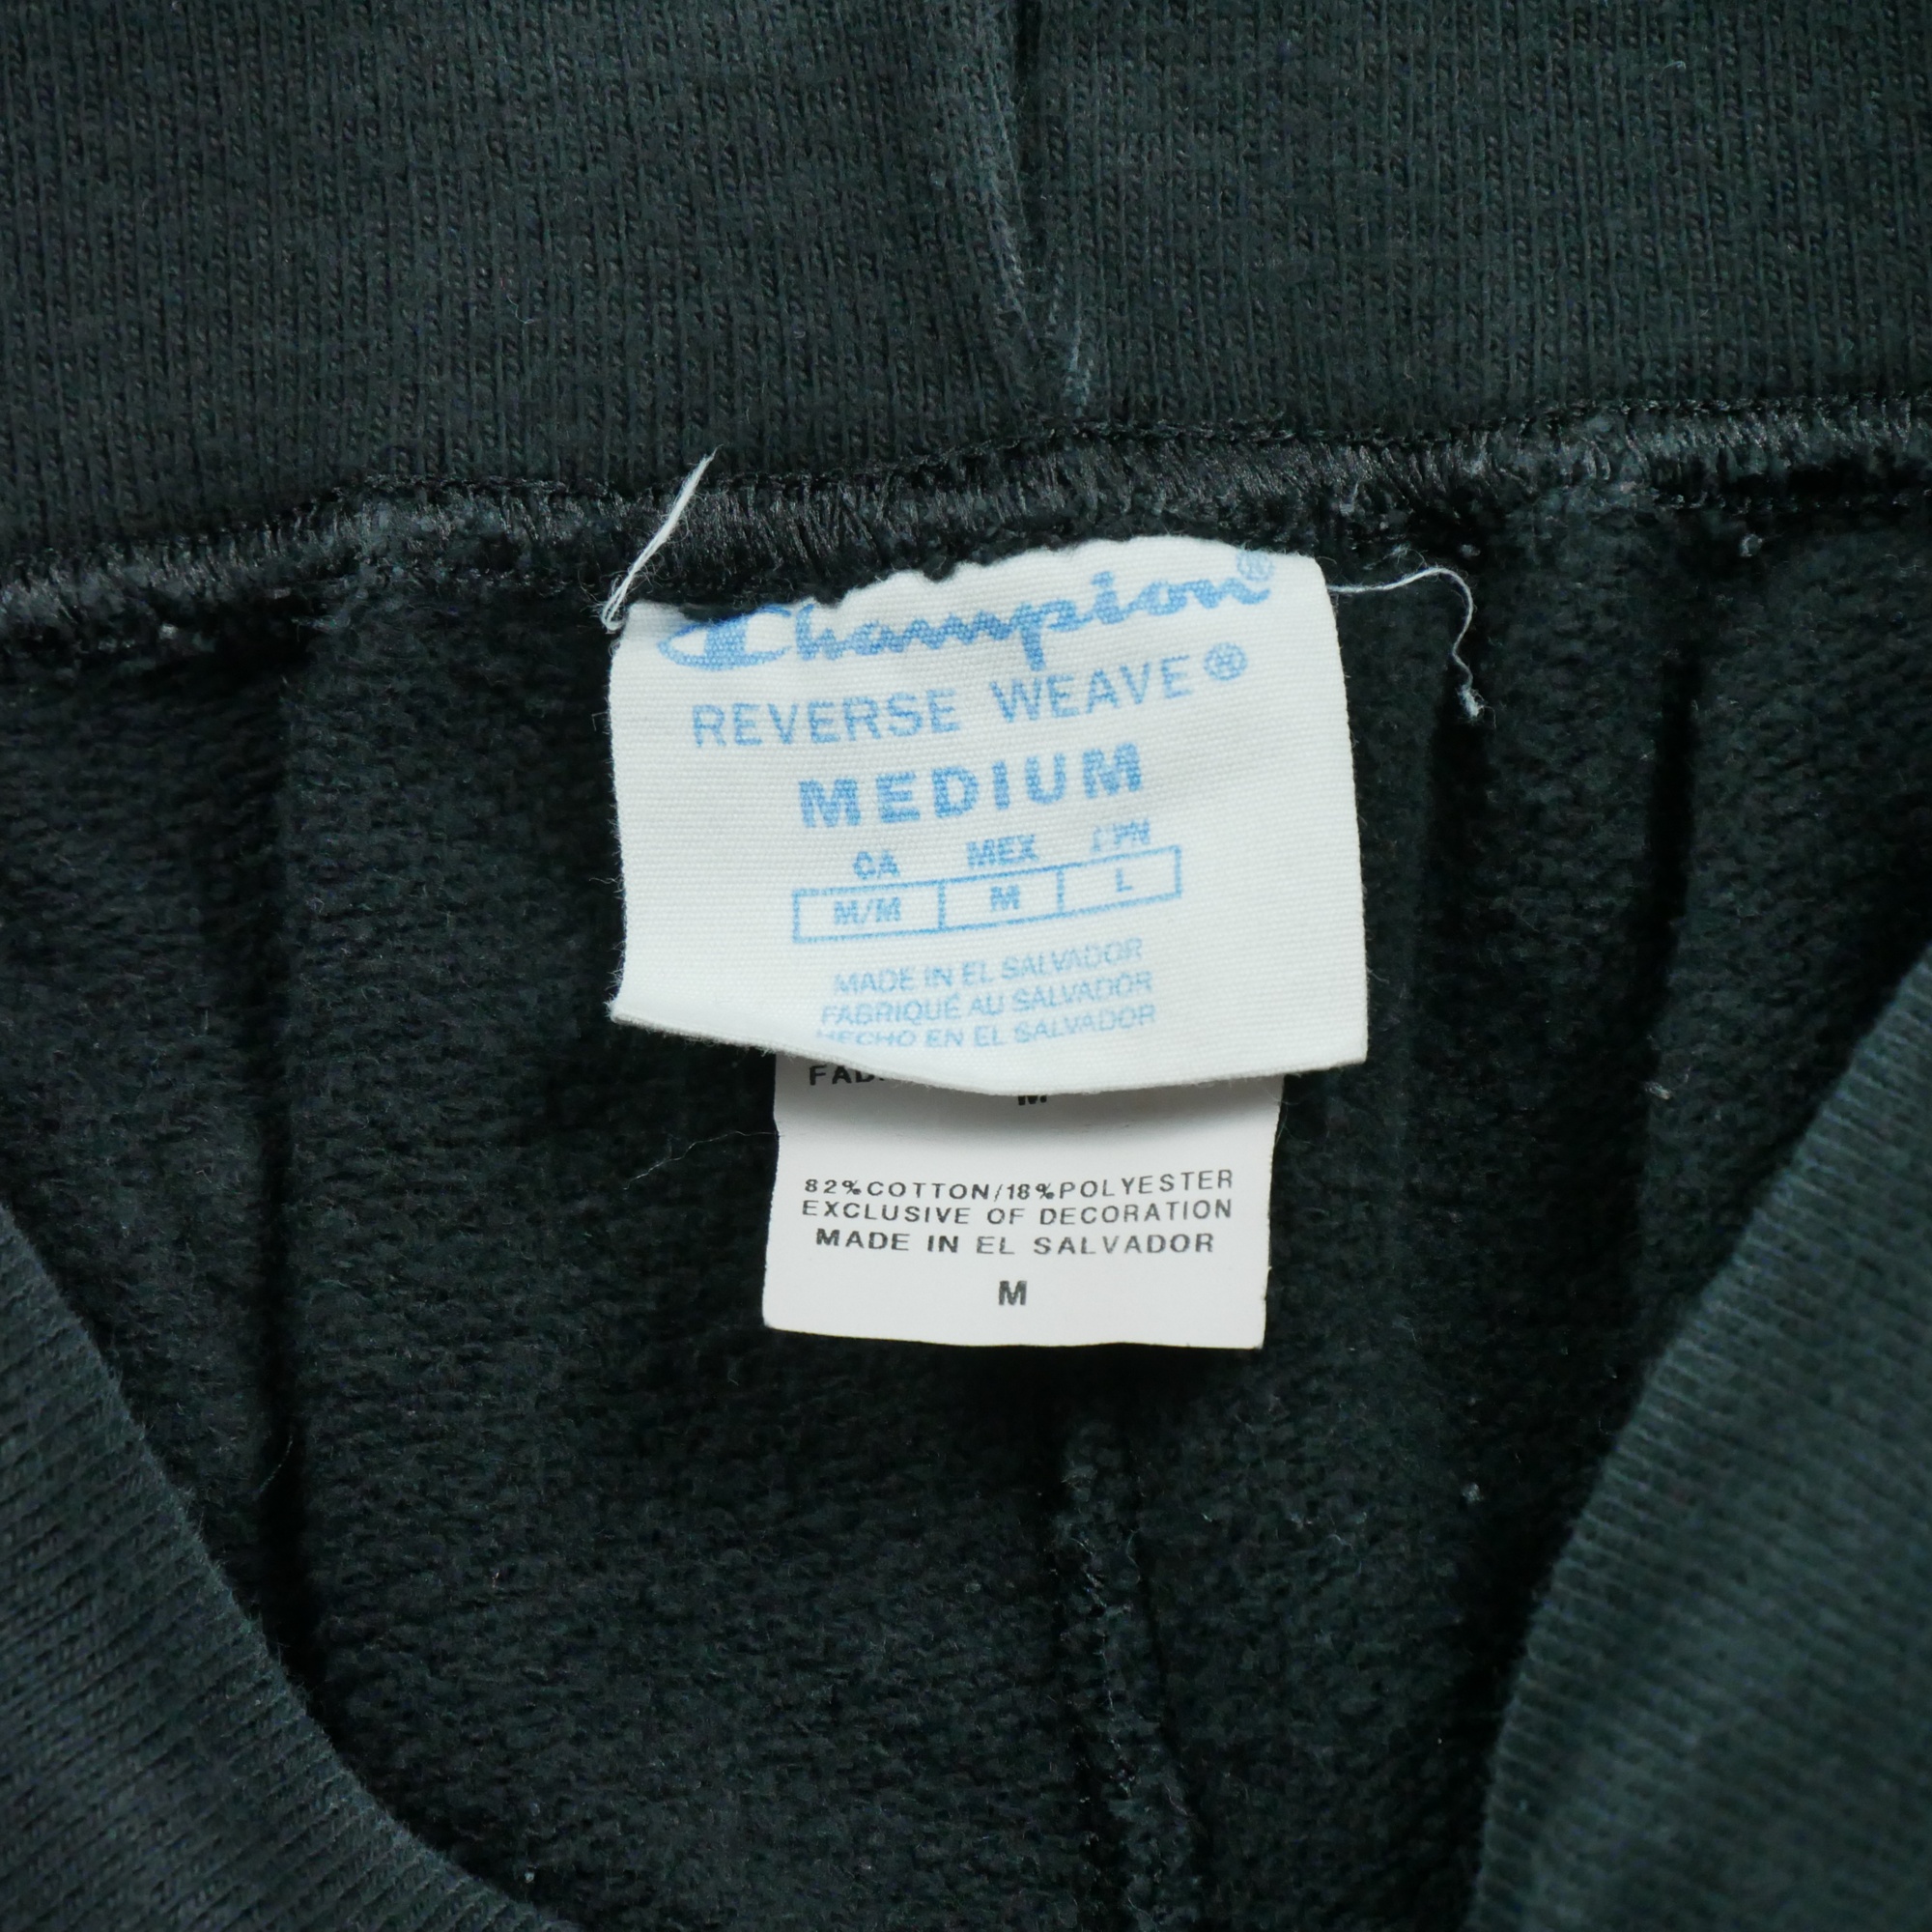 Champion®
REVERSE WEAVE®
MEDIUM
CA MEX JPN
M/M M L
MADE IN EL SALVADOR
FABRIQUÉ AU SALVADOR
HECHO EN EL SALVADOR
M
82%COTTON/18%POLYESTER
EXCLUSIVE OF DECORATION
MADE IN EL SALVADOR
M